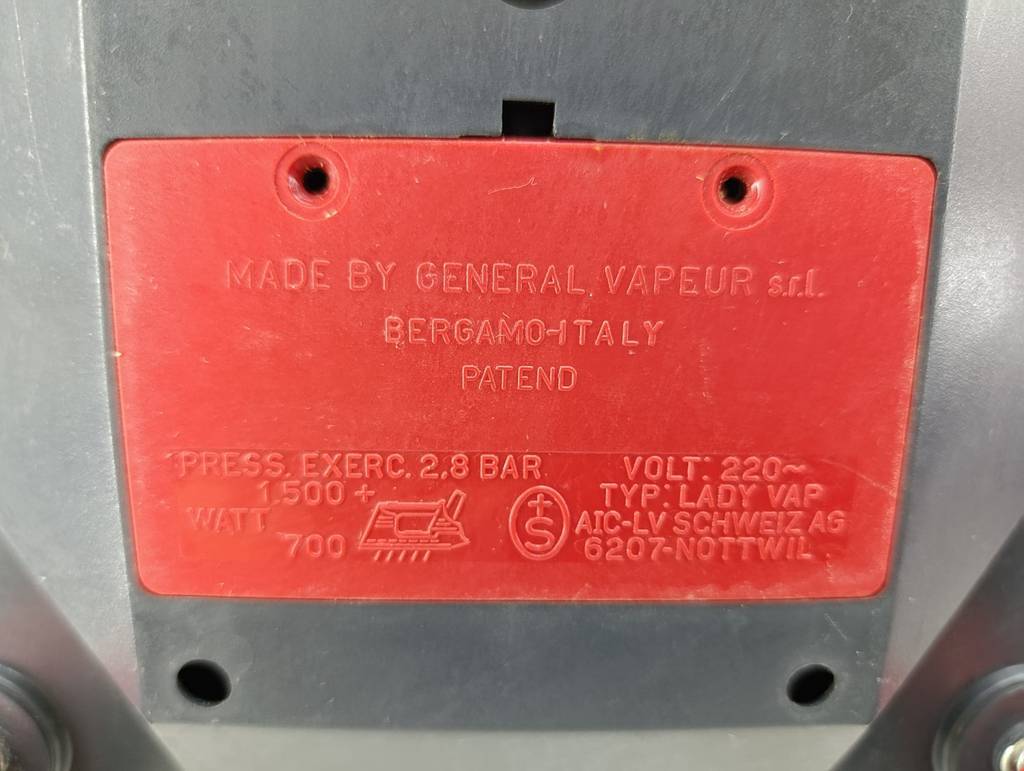 MADE BY GENERAL VAPEUR s.r.l.
BERGAMO-ITALY
PATEND
PRESS. EXERC. 2,8 BAR
1.500 +
WATT
700
+S
VOLT: 220~
TYP: LADY VAP
AIC-LV SCHWEIZ AG
6207-NOTTWIL